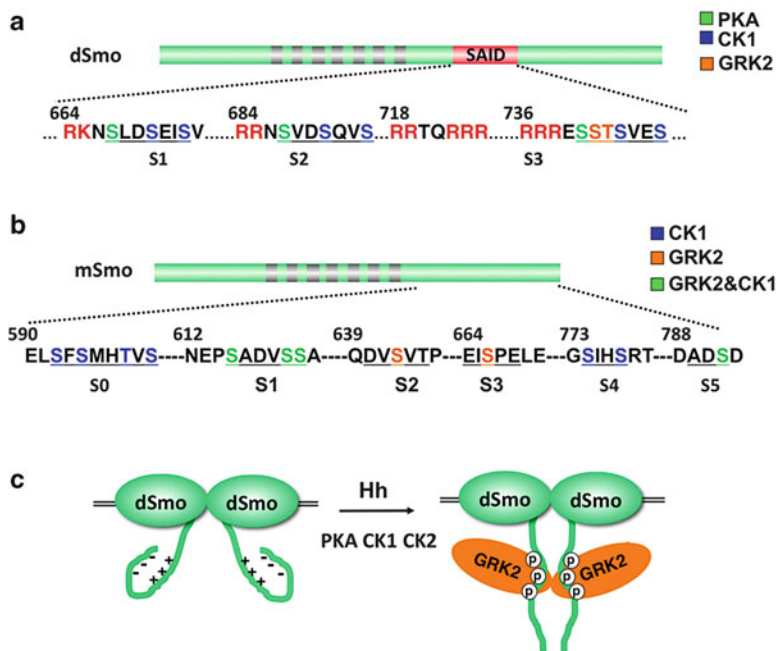 a
PKA
CK1
GRK2
dSmo
SAID
664 684 718 736
... RKNSLDSEISV......RRNSVDSQVS......RRTQRRR......RRRESSTSVES ...
S1 S2 S3
b
CK1
GRK2
GRK2&CK1
mSmo
590 612 639 664 773 788
ELSFSMHTVS----NEPSADVSSA---QDVSVTP---EISPELE---GSIHSRT---DADSD
S0 S1 S2 S3 S4 S5
c
dSmo dSmo
- - - + + + + + + - - -
Hh
PKA CK1 CK2
dSmo dSmo
GRK2 p p p p p p GRK2